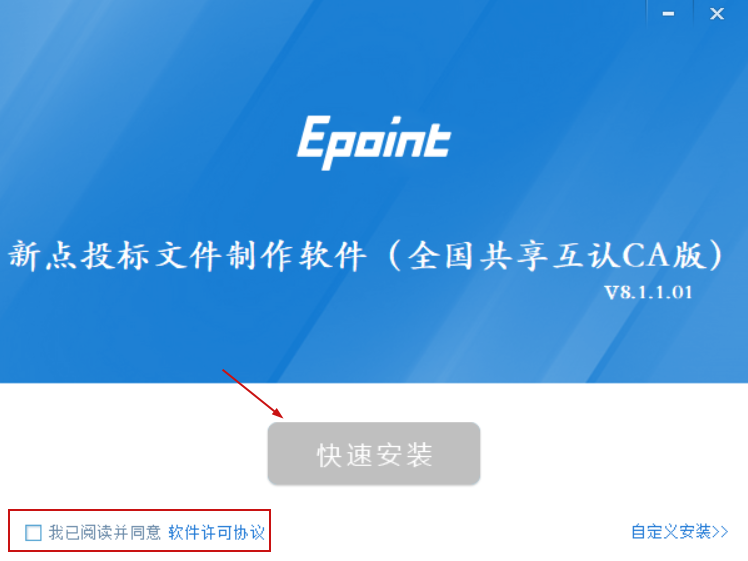 Epoint
新点投标文件制作软件（全国共享互认CA版）
V8.1.1.01
快速安装
我已阅读并同意 软件许可协议
自定义安装>>